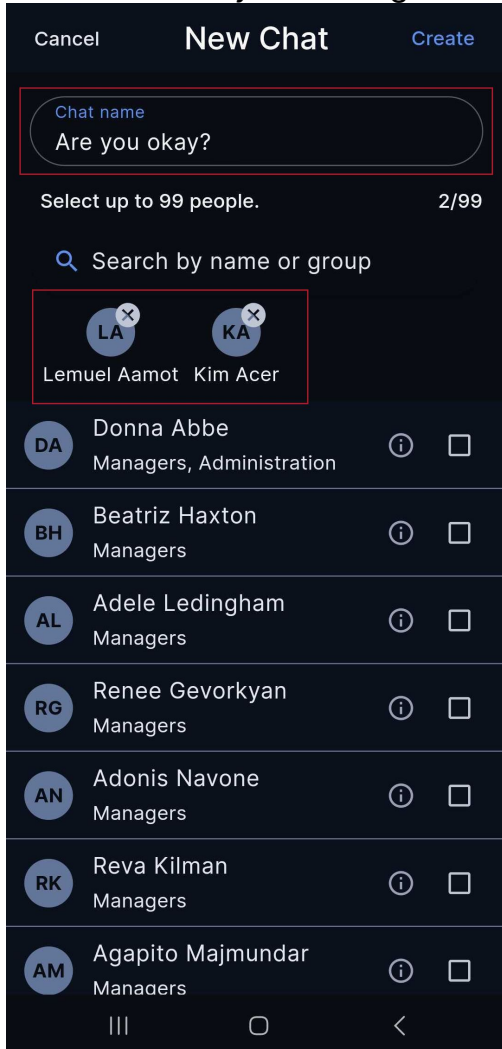 Cancel New Chat Create
Chat name
Are you okay?
Select up to 99 people. 2/99
Search by name or group
LA KA
Lemuel Aamot Kim Acer
Donna Abbe
DA
Managers, Administration
Beatriz Haxton
BH
Managers
Adele Ledingham
AL
Managers
Renee Gevorkyan
RG
Managers
Adonis Navone
AN
Managers
Reva Kilman
RK
Managers
Agapito Majmundar
AM
Managers